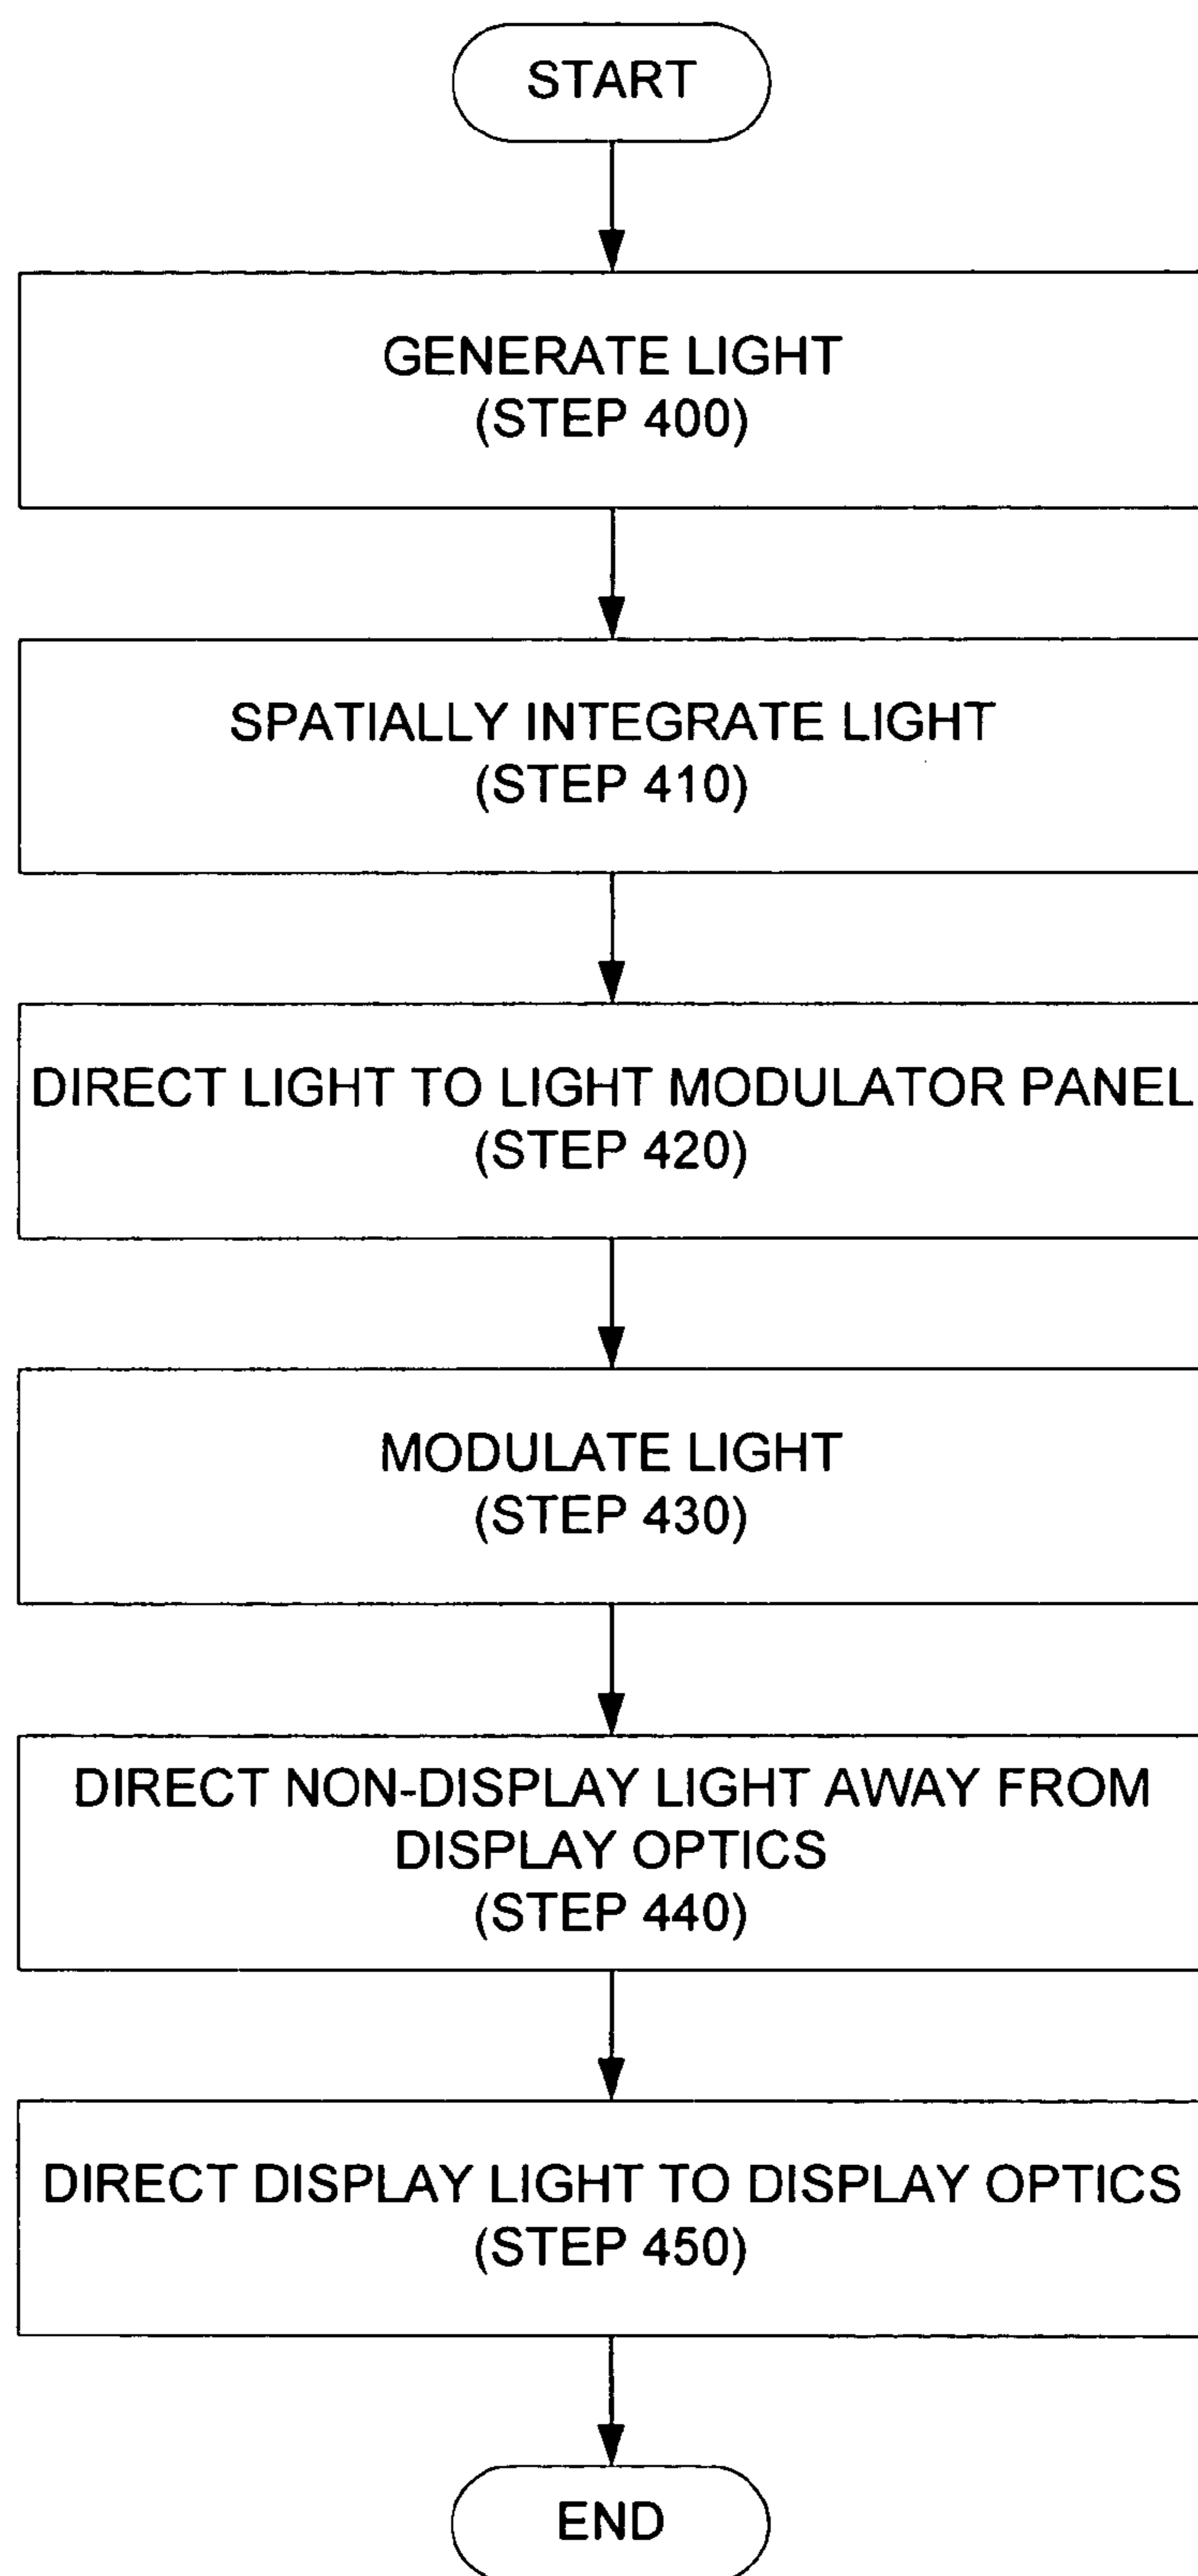 START
GENERATE LIGHT
(STEP 400)
SPATIALLY INTEGRATE LIGHT
(STEP 410)
DIRECT LIGHT TO LIGHT MODULATOR PANEL
(STEP 420)
MODULATE LIGHT
(STEP 430)
DIRECT NON-DISPLAY LIGHT AWAY FROM
DISPLAY OPTICS
(STEP 440)
DIRECT DISPLAY LIGHT TO DISPLAY OPTICS
(STEP 450)
END